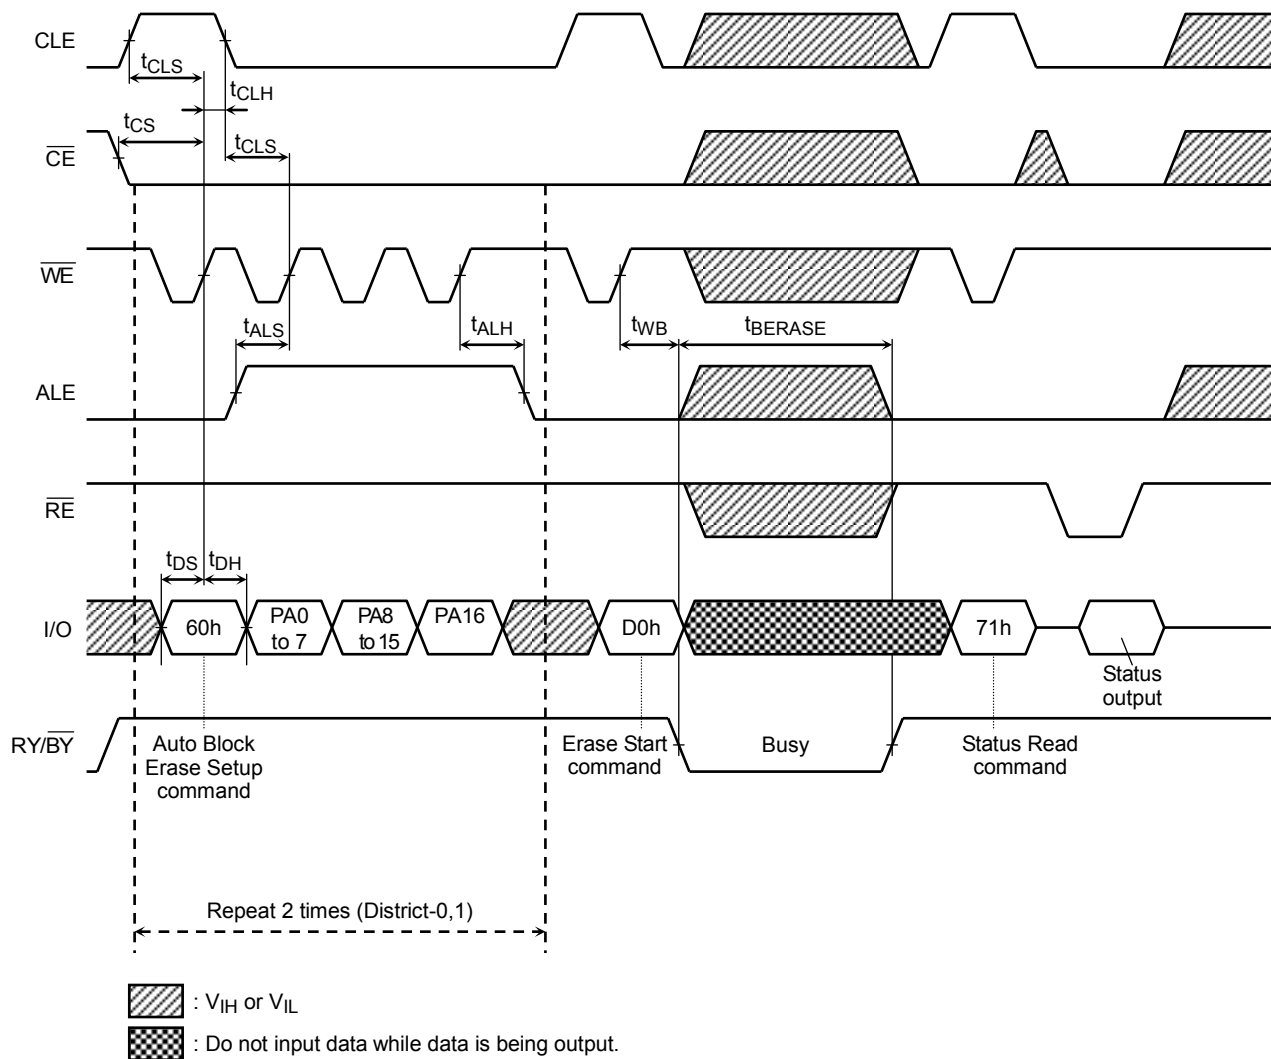 CLE
tCLS
tCLH
tCS
tCLS
CE
WE
tALS
tALH
tWB
tBERASE
ALE
RE
tDS
tDH
I/O
60h
PA0
to 7
PA8
to 15
PA16
D0h
71h
Status
output
RY/BY
Auto Block
Erase Setup
command
Erase Start
command
Busy
Status Read
command
Repeat 2 times (District-0,1)
: VIH or VIL
: Do not input data while data is being output.